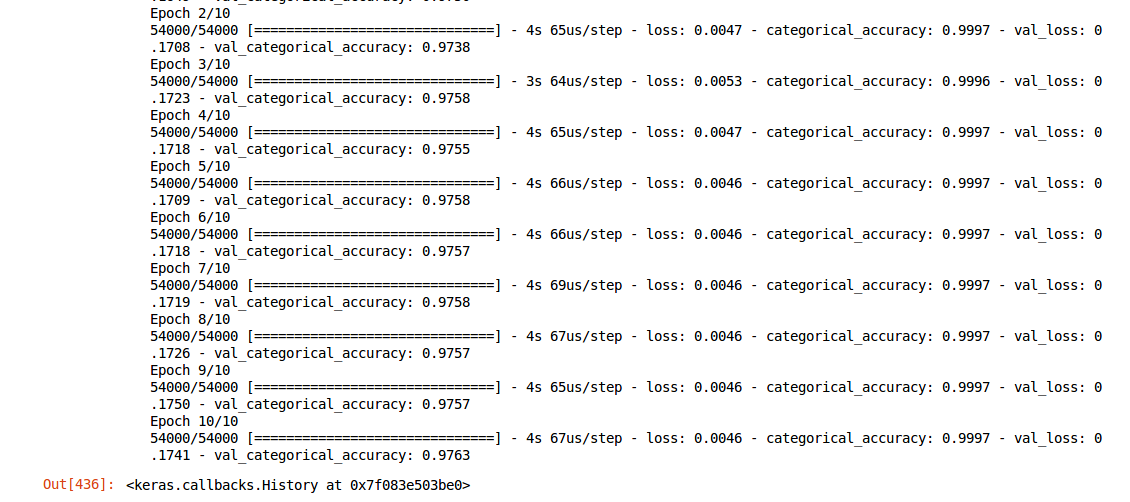 Epoch 2/10
54000/54000 [==============================] - 4s 65us/step - loss: 0.0047 - categorical_accuracy: 0.9997 - val_loss: 0
.1708 - val_categorical_accuracy: 0.9738
Epoch 3/10
54000/54000 [==============================] - 3s 64us/step - loss: 0.0053 - categorical_accuracy: 0.9996 - val_loss: 0
.1723 - val_categorical_accuracy: 0.9758
Epoch 4/10
54000/54000 [==============================] - 4s 65us/step - loss: 0.0047 - categorical_accuracy: 0.9997 - val_loss: 0
.1718 - val_categorical_accuracy: 0.9755
Epoch 5/10
54000/54000 [==============================] - 4s 66us/step - loss: 0.0046 - categorical_accuracy: 0.9997 - val_loss: 0
.1709 - val_categorical_accuracy: 0.9758
Epoch 6/10
54000/54000 [==============================] - 4s 66us/step - loss: 0.0046 - categorical_accuracy: 0.9997 - val_loss: 0
.1718 - val_categorical_accuracy: 0.9757
Epoch 7/10
54000/54000 [==============================] - 4s 69us/step - loss: 0.0046 - categorical_accuracy: 0.9997 - val_loss: 0
.1719 - val_categorical_accuracy: 0.9758
Epoch 8/10
54000/54000 [==============================] - 4s 67us/step - loss: 0.0046 - categorical_accuracy: 0.9997 - val_loss: 0
.1726 - val_categorical_accuracy: 0.9757
Epoch 9/10
54000/54000 [==============================] - 4s 65us/step - loss: 0.0046 - categorical_accuracy: 0.9997 - val_loss: 0
.1750 - val_categorical_accuracy: 0.9757
Epoch 10/10
54000/54000 [==============================] - 4s 67us/step - loss: 0.0046 - categorical_accuracy: 0.9997 - val_loss: 0
.1741 - val_categorical_accuracy: 0.9763
Out[436]: <keras.callbacks.History at 0x7f083e503be0>